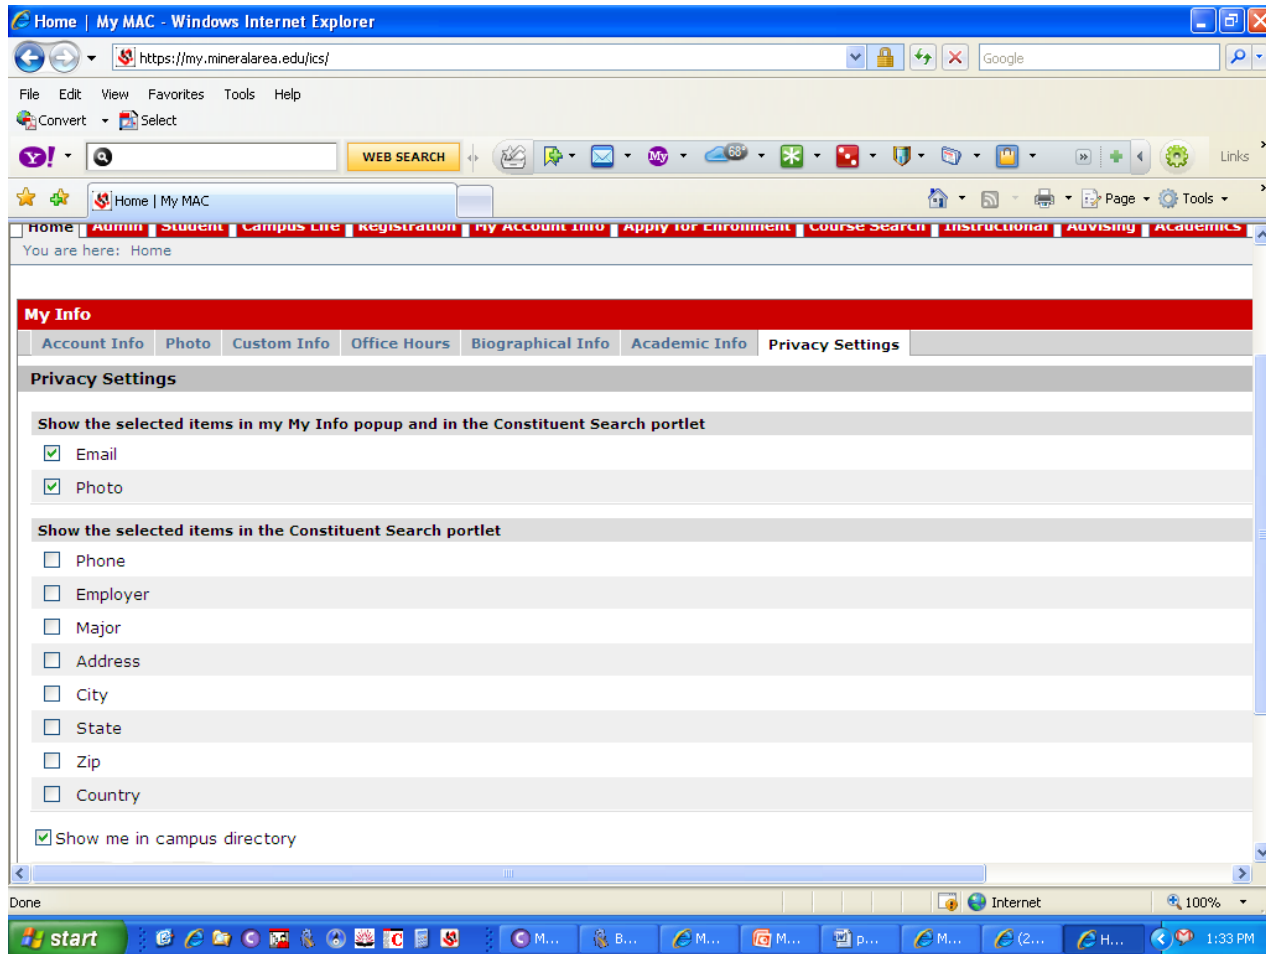 Home | My MAC - Windows Internet Explorer
https://my.mineralarea.edu/ics/
Google
File Edit View Favorites Tools Help
Convert Select
Y! WEB SEARCH My 68° Links
Home | My MAC Page Tools
Home Admin Student Campus Life Registration My Account Info Apply for Enrollment Course Search Instructional Advising Academics
You are here: Home
My Info
Account Info Photo Custom Info Office Hours Biographical Info Academic Info Privacy Settings
Privacy Settings
Show the selected items in my My Info popup and in the Constituent Search portlet
Email
Photo
Show the selected items in the Constituent Search portlet
Phone
Employer
Major
Address
City
State
Zip
Country
Show me in campus directory
Done Internet 100%
start M... B... M... M... p... M... (2... H... 1:33 PM